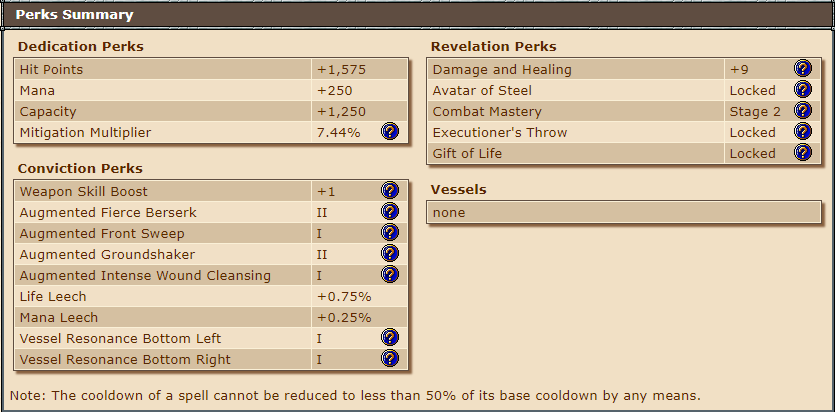 Perks Summary
Dedication Perks
Hit Points +1,575
Mana +250
Capacity +1,250
Mitigation Multiplier 7.44% ?
Conviction Perks
Weapon Skill Boost +1 ?
Augmented Fierce Berserk II ?
Augmented Front Sweep I ?
Augmented Groundshaker II ?
Augmented Intense Wound Cleansing I ?
Life Leech +0.75%
Mana Leech +0.25%
Vessel Resonance Bottom Left I ?
Vessel Resonance Bottom Right I ?
Revelation Perks
Damage and Healing +9 ?
Avatar of Steel Locked ?
Combat Mastery Stage 2 ?
Executioner's Throw Locked ?
Gift of Life Locked ?
Vessels
none
Note: The cooldown of a spell cannot be reduced to less than 50% of its base cooldown by any means.